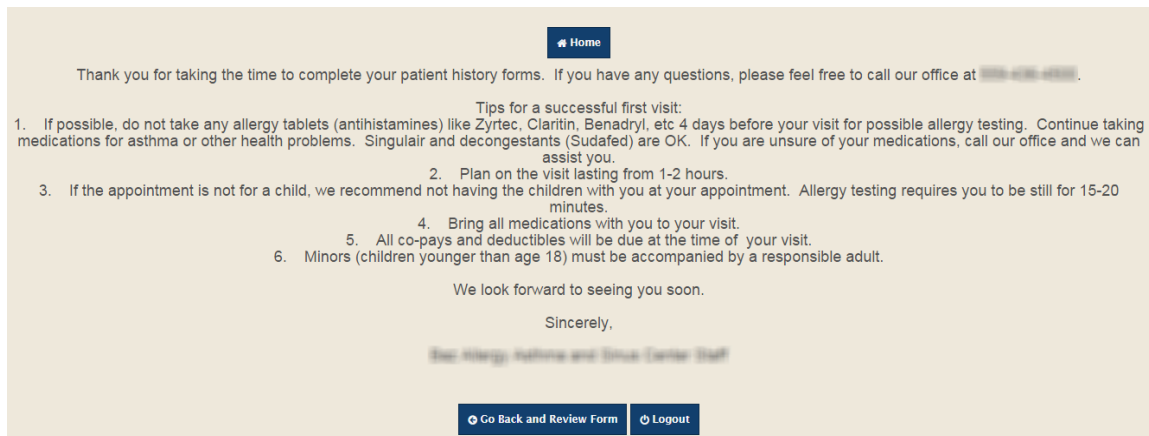 Home
Thank you for taking the time to complete your patient history forms. If you have any questions, please feel free to call our office at .
Tips for a successful first visit:
1. If possible, do not take any allergy tablets (antihistamines) like Zyrtec, Claritin, Benadryl, etc 4 days before your visit for possible allergy testing. Continue taking
medications for asthma or other health problems. Singulair and decongestants (Sudafed) are OK. If you are unsure of your medications, call our office and we can
assist you.
2. Plan on the visit lasting from 1-2 hours.
3. If the appointment is not for a child, we recommend not having the children with you at your appointment. Allergy testing requires you to be still for 15-20
minutes.
4. Bring all medications with you to your visit.
5. All co-pays and deductibles will be due at the time of your visit.
6. Minors (children younger than age 18) must be accompanied by a responsible adult.
We look forward to seeing you soon.
Sincerely,
Go Back and Review Form Logout